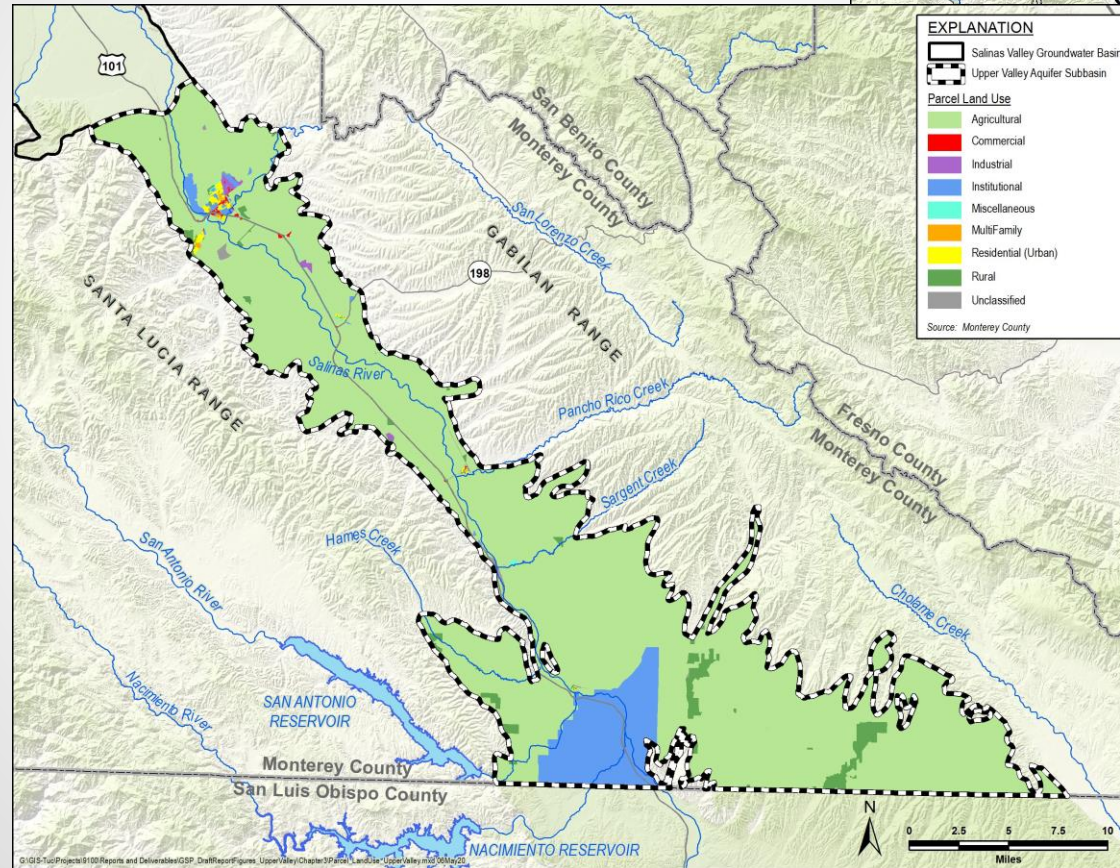 EXPLANATION
Salinas Valley Groundwater Basin
Upper Valley Aquifer Subbasin
Parcel Land Use
Agricultural
Commercial
Industrial
Institutional
Miscellaneous
MultiFamily
Residential (Urban)
Rural
Unclassified
Source: Monterey County
101
San Benito County
Monterey County
San Lorenzo Creek
GABILAN RANGE
198
SANTA LUCIA RANGE
Salinas River
Pancho Rico Creek
Fresno County
Monterey County
Sargent Creek
Hames Creek
San Antonio River
Cholame Creek
Nacimiento River
SAN ANTONIO
RESERVOIR
Monterey County
San Luis Obispo County
NACIMIENTO RESERVOIR
N
0 2.5 5 7.5 10
Miles